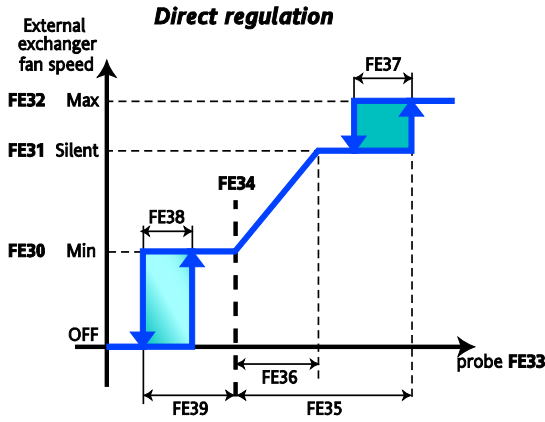 Direct regulation
External
exchanger
fan speed
FE37
FE32 Max
FE31 Silent
FE34
FE38
FE30 Min
OFF
probe FE33
FE36
FE39
FE35